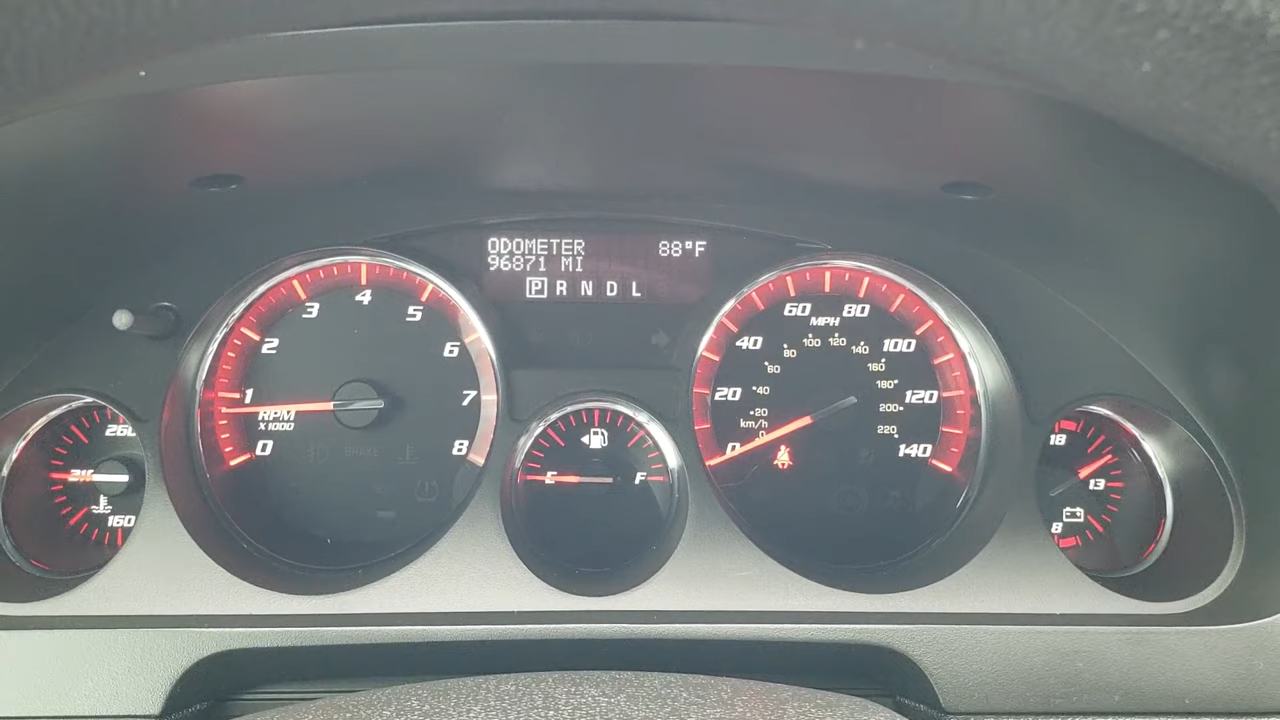 ODOMETER 88°F
96871 MI
P R N D L
0 1 2 3 4 5 6 7 8
RPM
X1000
BRAKE
0 20 40 60 80 100 120 140
MPH
0 20 40 60 80 100 120 140 160 180 200 220
km/h
260
160
E F
18
13
8